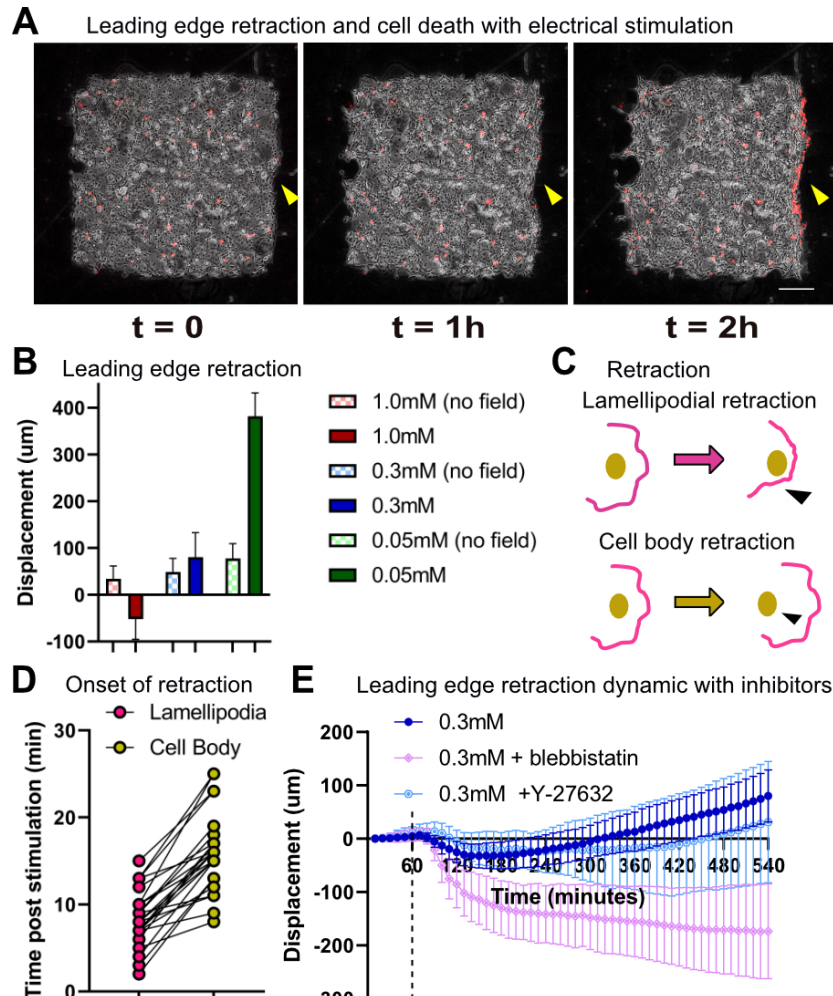 A
Leading edge retraction and cell death with electrical stimulation
t = 0
t = 1h
t = 2h
B
Leading edge retraction
Displacement (um)
400
300
200
100
0
-100
1.0mM (no field)
1.0mM
0.3mM (no field)
0.3mM
0.05mM (no field)
0.05mM
C
Retraction
Lamellipodial retraction
Cell body retraction
D
Onset of retraction
Lamellipodia
Cell Body
Time post stimulation (min)
30
20
10
0
E
Leading edge retraction dynamic with inhibitors
0.3mM
0.3mM + blebbistatin
0.3mM +Y-27632
Displacement (um)
200
100
0
-100
-200
60 120 180 240 300 360 420 480 540
Time (minutes)